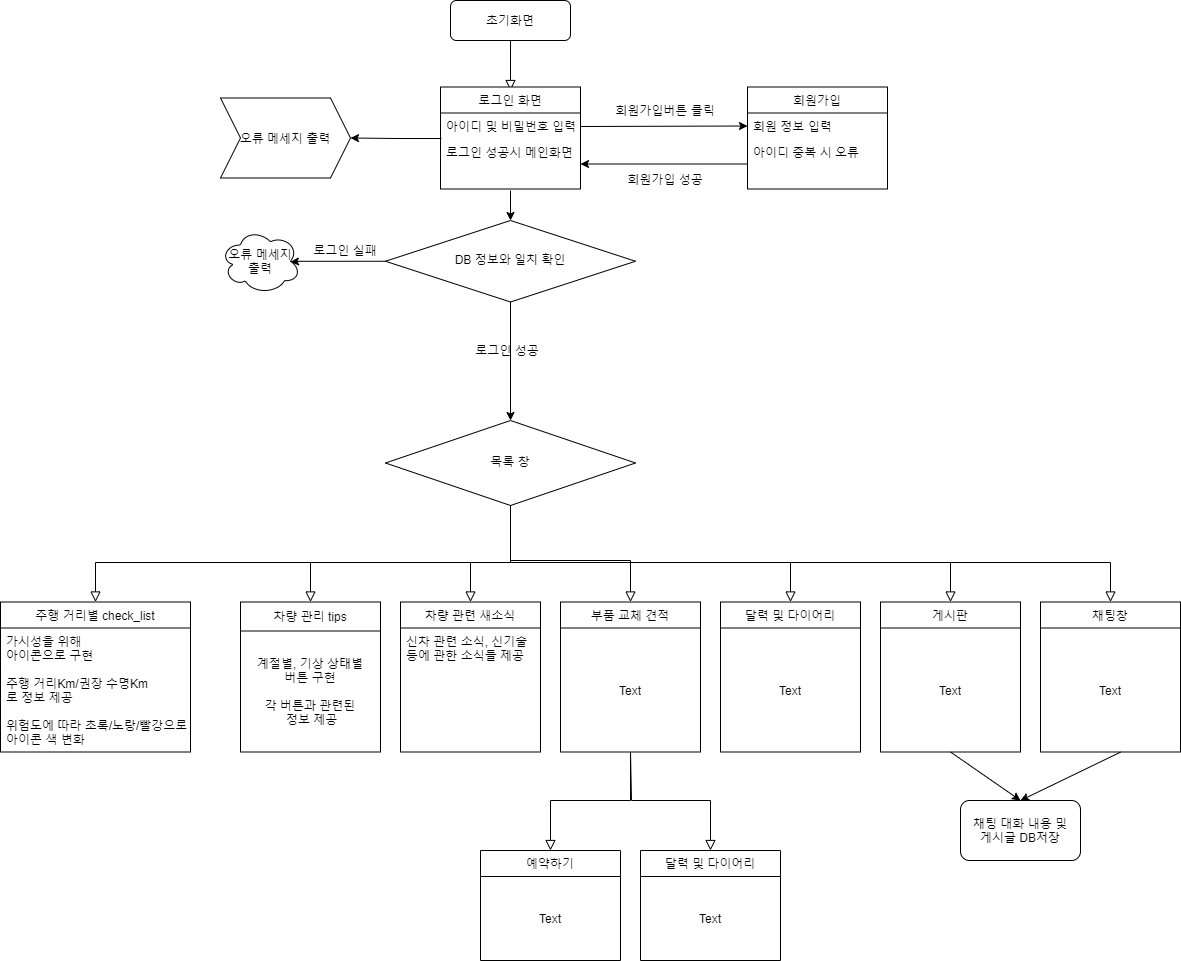 초기화면
로그인 화면
아이디 및 비밀번호 입력
로그인 성공시 메인화면
회원가입버튼 클릭
회원가입 성공
회원가입
회원 정보 입력
아이디 중복 시 오류
오류 메세지 출력
DB 정보와 일치 확인
로그인 실패
오류 메세지
출력
로그인 성공
목록 창
주행 거리별 check_list
가시성을 위해
아이콘으로 구현
주행 거리Km/권장 수명Km
로 정보 제공
위험도에 따라 초록/노랑/빨강으로
아이콘 색 변화
차량 관리 tips
계절별, 기상 상태별
버튼 구현
각 버튼과 관련된
정보 제공
차량 관련 새소식
신차 관련 소식, 신기술
등에 관한 소식들 제공
부품 교체 견적
Text
달력 및 다이어리
Text
게시판
Text
채팅창
Text
채팅 대화 내용 및
게시글 DB저장
예약하기
Text
달력 및 다이어리
Text